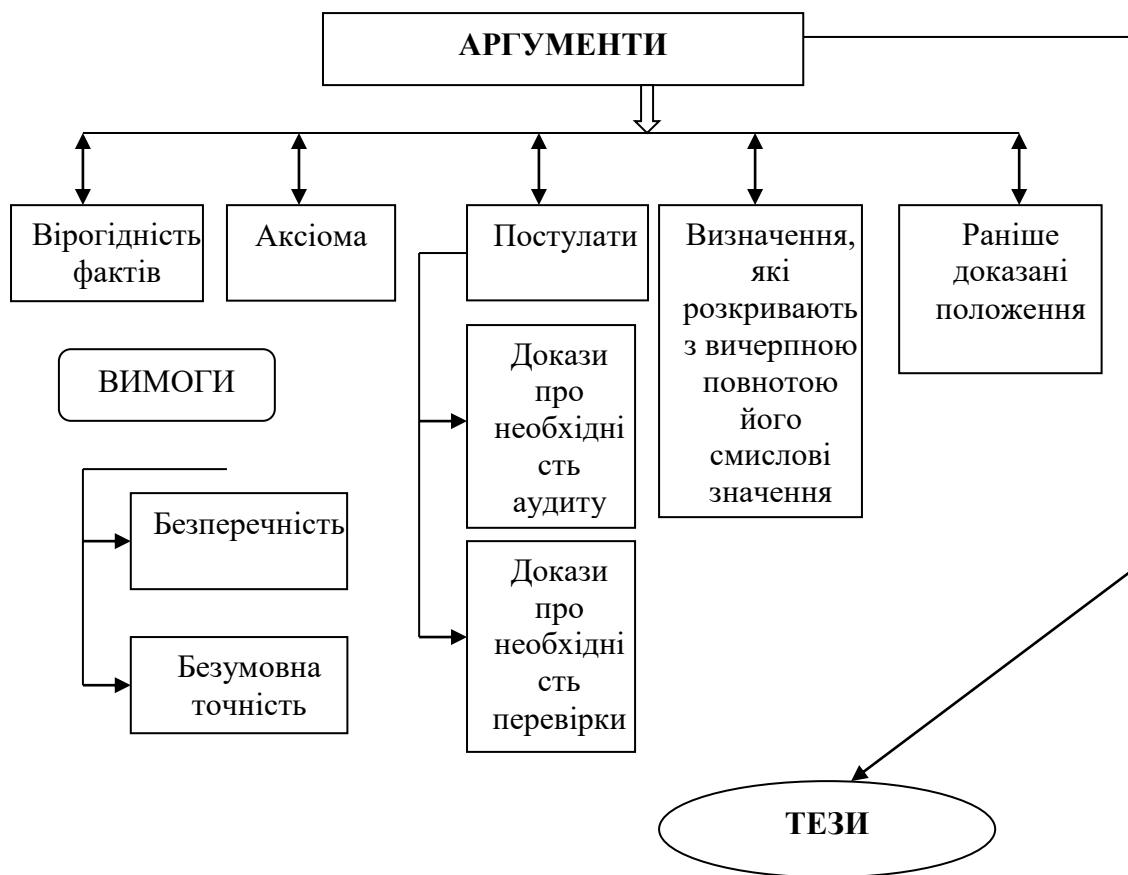 АРГУМЕНТИ
Вірогідність
фактів
Аксіома
Постулати
Визначення,
які
розкривають
з вичерпною
повнотою
його
смислові
значення
Раніше
доказані
положення
ВИМОГИ
Безперечність
Безумовна
точність
Докази
про
необхідні
сть
аудиту
Докази
про
необхідні
сть
перевірки
ТЕЗИ